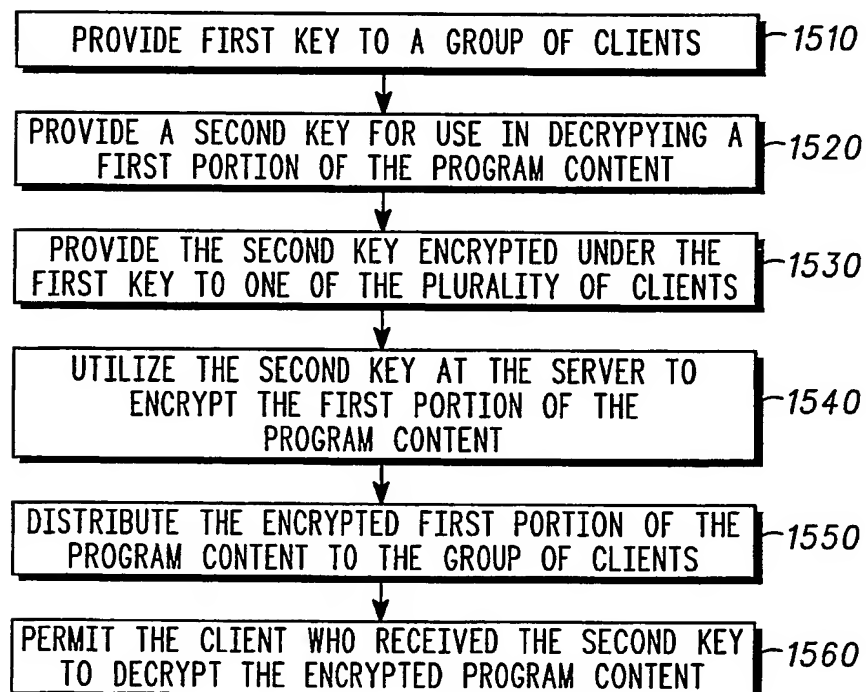 PROVIDE FIRST KEY TO A GROUP OF CLIENTS 1510
PROVIDE A SECOND KEY FOR USE IN DECRYPYING A
FIRST PORTION OF THE PROGRAM CONTENT 1520
PROVIDE THE SECOND KEY ENCRYPTED UNDER THE
FIRST KEY TO ONE OF THE PLURALITY OF CLIENTS 1530
UTILIZE THE SECOND KEY AT THE SERVER TO
ENCRYPT THE FIRST PORTION OF THE 1540
PROGRAM CONTENT
DISTRIBUTE THE ENCRYPTED FIRST PORTION OF THE
PROGRAM CONTENT TO THE GROUP OF CLIENTS 1550
PERMIT THE CLIENT WHO RECEIVED THE SECOND KEY
TO DECRYPT THE ENCRYPTED PROGRAM CONTENT 1560